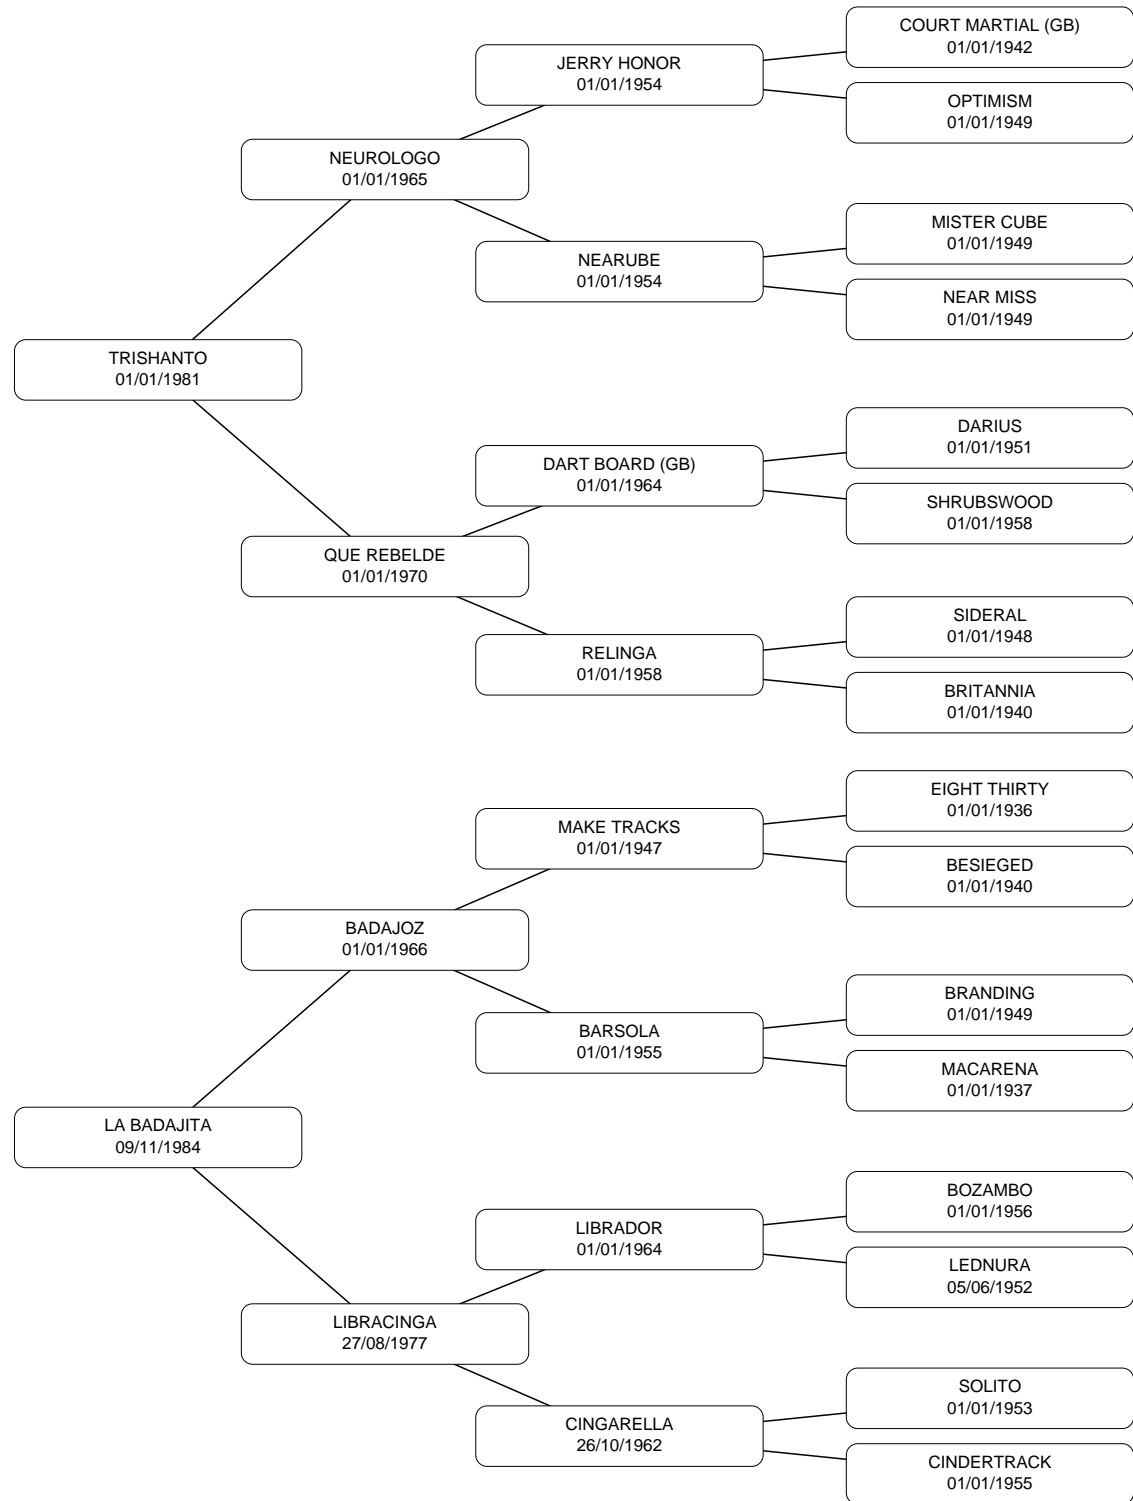 COURT MARTIAL (GB)
01/01/1942
JERRY HONOR
01/01/1954
OPTIMISM
01/01/1949
NEUROLOGO
01/01/1965
MISTER CUBE
01/01/1949
NEARUBE
01/01/1954
NEAR MISS
01/01/1949
TRISHANTO
01/01/1981
DARIUS
01/01/1951
DART BOARD (GB)
01/01/1964
SHRUBSWOOD
01/01/1958
QUE REBELDE
01/01/1970
SIDERAL
01/01/1948
RELINGA
01/01/1958
BRITANNIA
01/01/1940
EIGHT THIRTY
01/01/1936
MAKE TRACKS
01/01/1947
BESIEGED
01/01/1940
BADAJOZ
01/01/1966
BRANDING
01/01/1949
BARSOLA
01/01/1955
MACARENA
01/01/1937
LA BADAJITA
09/11/1984
BOZAMBO
01/01/1956
LIBRADOR
01/01/1964
LEDNURA
05/06/1952
LIBRACINGA
27/08/1977
SOLITO
01/01/1953
CINGARELLA
26/10/1962
CINDERTRACK
01/01/1955